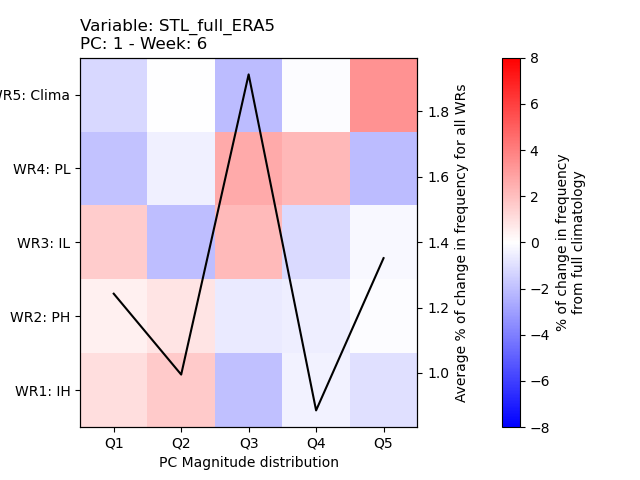 Variable: STL_full_ERA5
PC: 1 - Week: 6
WR5: Clima
WR4: PL
WR3: IL
WR2: PH
WR1: IH
Q1 Q2 Q3 Q4 Q5
PC Magnitude distribution
1.8
1.6
1.4
1.2
1.0
Average % of change in frequency for all WRs
8
6
4
2
0
−2
−4
−6
−8
% of change in frequency
from full climatology